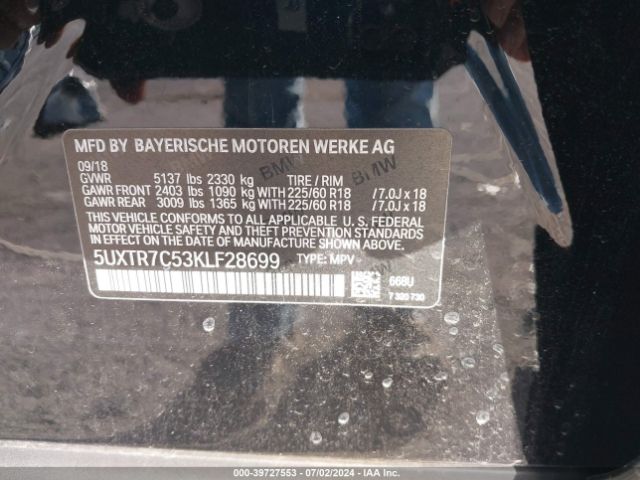 MFD BY BAYERISCHE MOTOREN WERKE AG
09/18
GVWR 5137 lbs 2330 kg TIRE / RIM
GAWR FRONT 2403 lbs 1090 kg WITH 225/60 R18 /7.0J x 18
GAWR REAR 3009 lbs 1365 kg WITH 225/60 R18 /7.0J x 18
THIS VEHICLE CONFORMS TO ALL APPLICABLE U. S. FEDERAL
MOTOR VEHICLE SAFETY AND THEFT PREVENTION STANDARDS
IN EFFECT ON THE DATE OF MANUFACTURE SHOWN ABOVE.
5UXTR7C53KLF28699 TYPE: MPV
668U
7 320 730
BMW
BMW
000-39727553 - 07/02/2024 - IAA Inc.